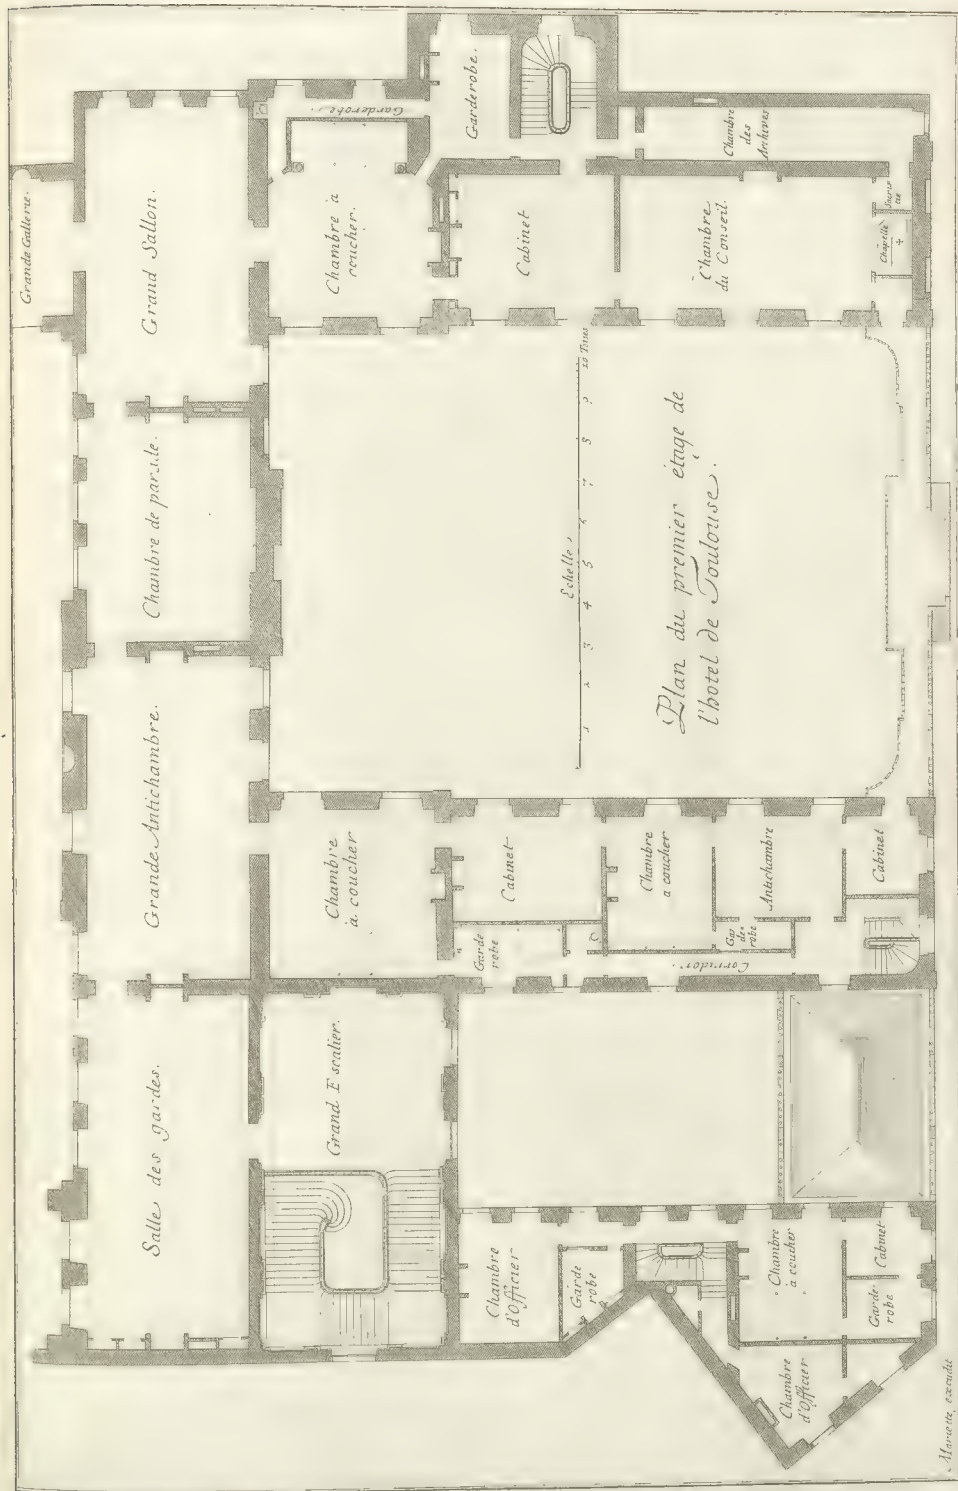 Grande Gallerie.
Grand Sallon
Garderobe.
Garderobe.
Chambre à
coucher.
Cabinet
Chambre
des
Archives
Chambre
du Conseil.
Chapelle
Chambre de parade.
Echelle
1 2 3 4 5 6 7 8 9 10 Toises
Plan du premier étage de
l'hotel de Toulouse.
Grande Antichambre.
Chambre
à coucher
Cabinet
Chambre
a coucher
Antichambre
Cabinet
Garde
robe
Gar
de
robe
Corridor.
Salle des gardes.
Grand Escalier.
Chambre
d'Officier
Garde
robe
Chambre
à coucher
Cabinet
Garde
robe
Chambre
d'Officier
Mariette excudit